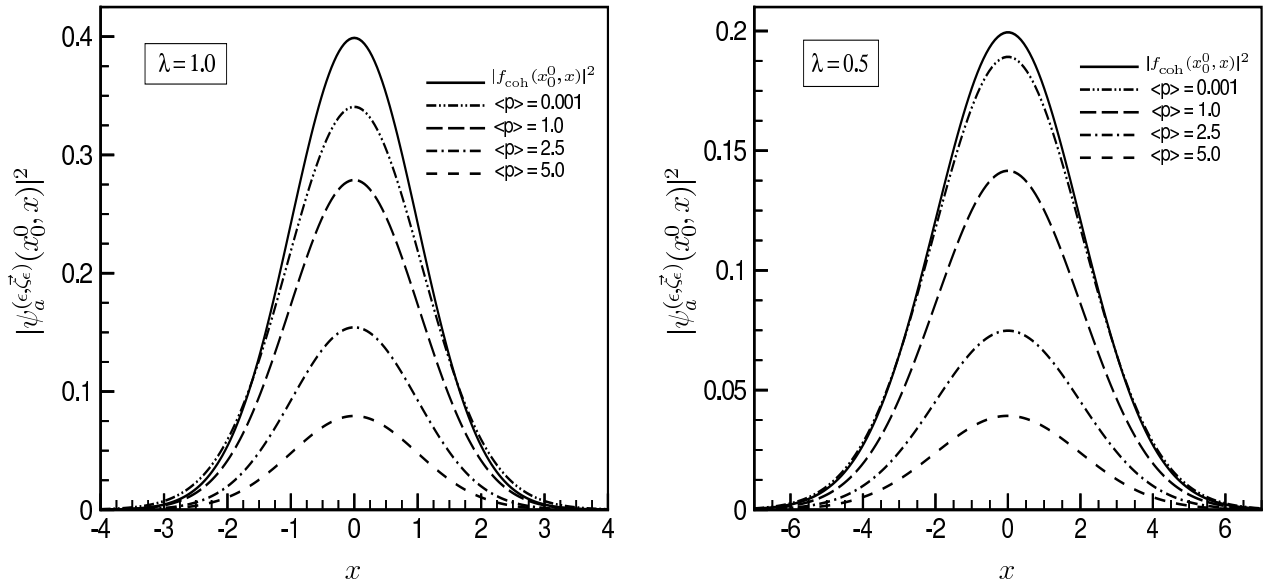 λ=1.0
|f_coh(x_0^0, x)|^2
<p> = 0.001
<p> = 1.0
<p> = 2.5
<p> = 5.0
|ψ_a^(ϵ,ζ⃗_ϵ)(x_0^0, x)|^2
0.4
0.3
0.2
0.1
0
-4 -3 -2 -1 0 1 2 3 4
x
λ=0.5
|f_coh(x_0^0, x)|^2
<p> = 0.001
<p> = 1.0
<p> = 2.5
<p> = 5.0
|ψ_a^(ϵ,ζ⃗_ϵ)(x_0^0, x)|^2
0.2
0.15
0.1
0.05
0
-6 -4 -2 0 2 4 6
x